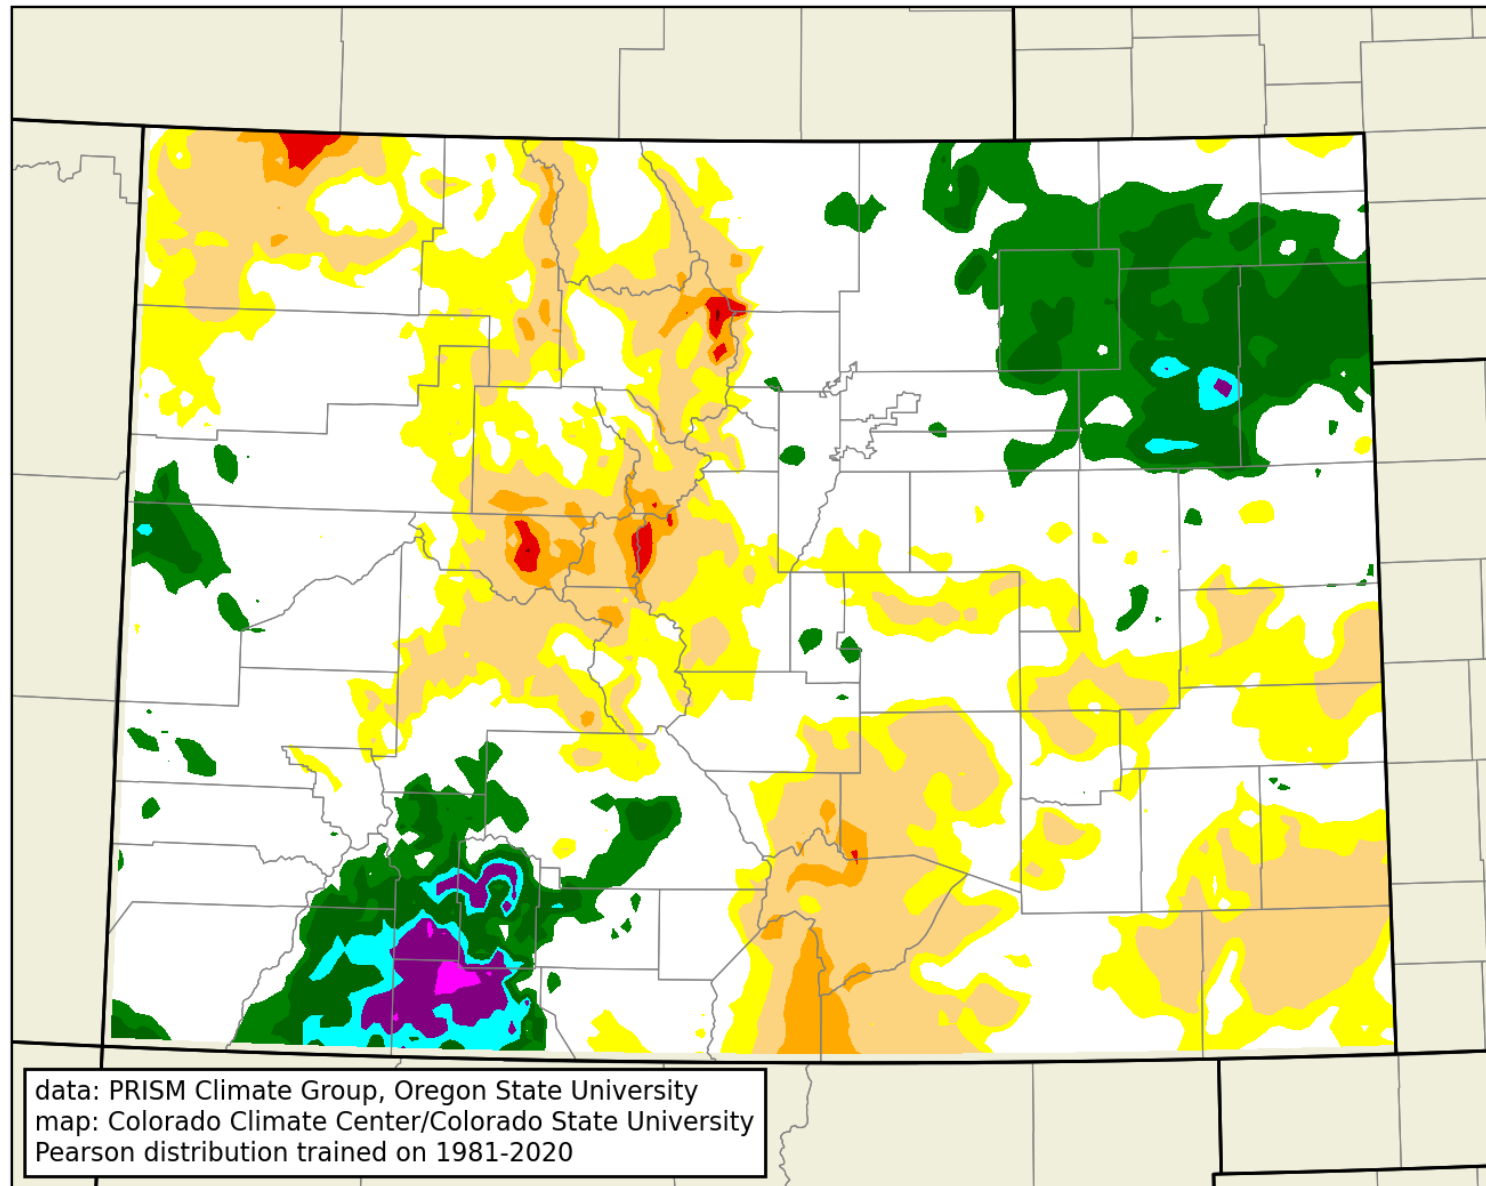 data: PRISM Climate Group, Oregon State University
map: Colorado Climate Center/Colorado State University
Pearson distribution trained on 1981-2020